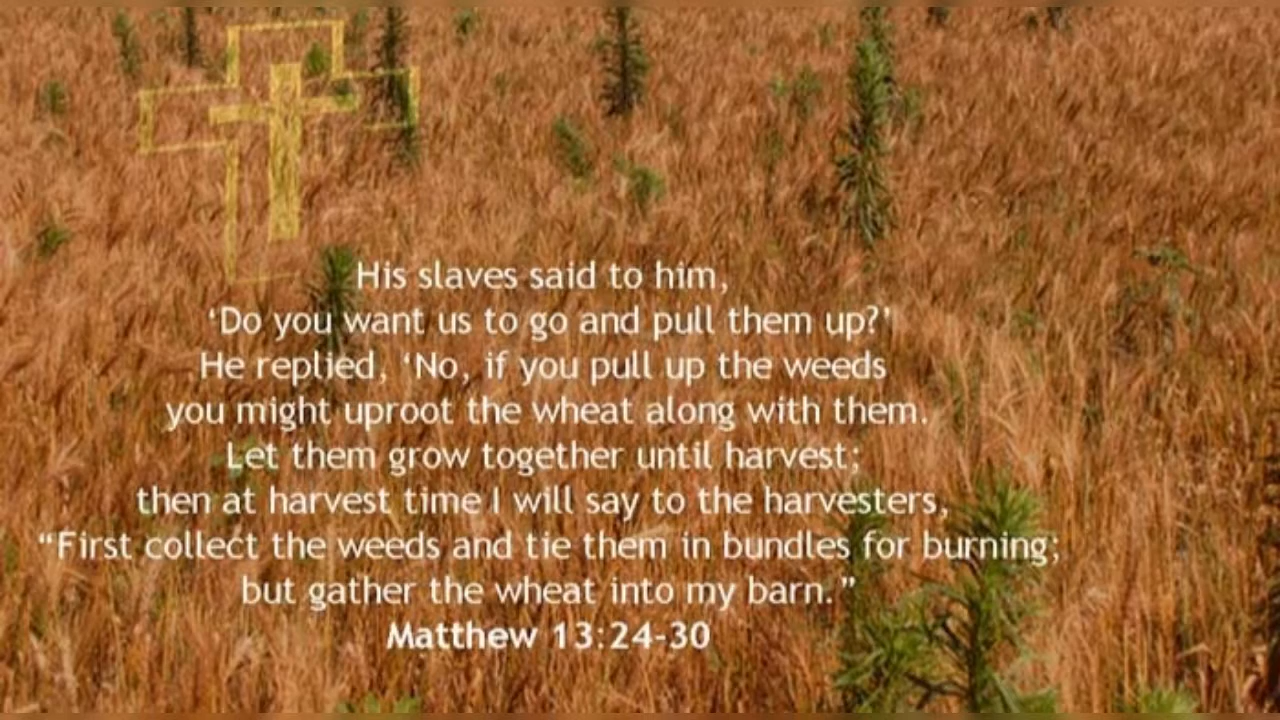 His slaves said to him,
‘Do you want us to go and pull them up?’
He replied, ‘No, if you pull up the weeds
you might uproot the wheat along with them.
Let them grow together until harvest;
then at harvest time I will say to the harvesters,
“First collect the weeds and tie them in bundles for burning;
but gather the wheat into my barn.”
Matthew 13:24-30